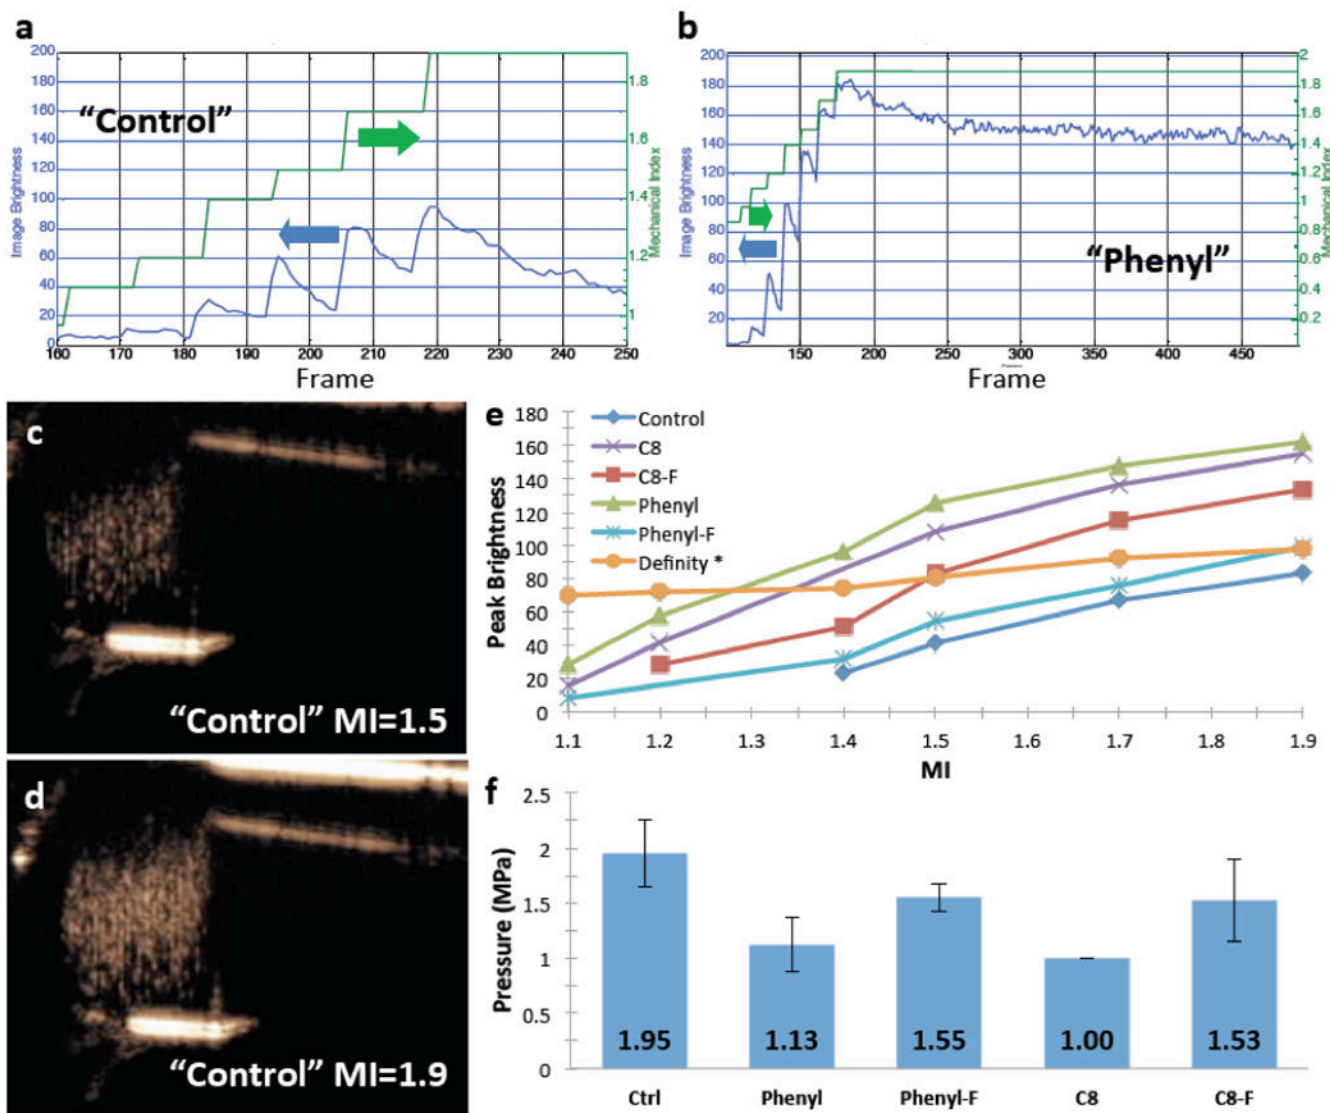 a
200
180
160
140
120
100
80
60
40
20
0
Image Brightness
"Control"
1.8
1.6
1.4
1.2
1
Mechanical Index
160 170 180 190 200 210 220 230 240 250
Frame
b
200
180
160
140
120
100
80
60
40
20
Image Brightness
"Phenyl"
2
1.8
1.6
1.4
1.2
1
0.8
0.6
0.4
0.2
Mechanical Index
150 200 250 300 350 400 450
Frame
c
"Control" MI=1.5
d
"Control" MI=1.9
e
180
160
140
120
100
80
60
40
20
0
Peak Brightness
Control
C8
C8-F
Phenyl
Phenyl-F
Definity *
1.1 1.2 1.3 1.4 1.5 1.6 1.7 1.8 1.9
MI
f
2.5
2
1.5
1
0.5
0
Pressure (MPa)
1.95 1.13 1.55 1.00 1.53
Ctrl Phenyl Phenyl-F C8 C8-F